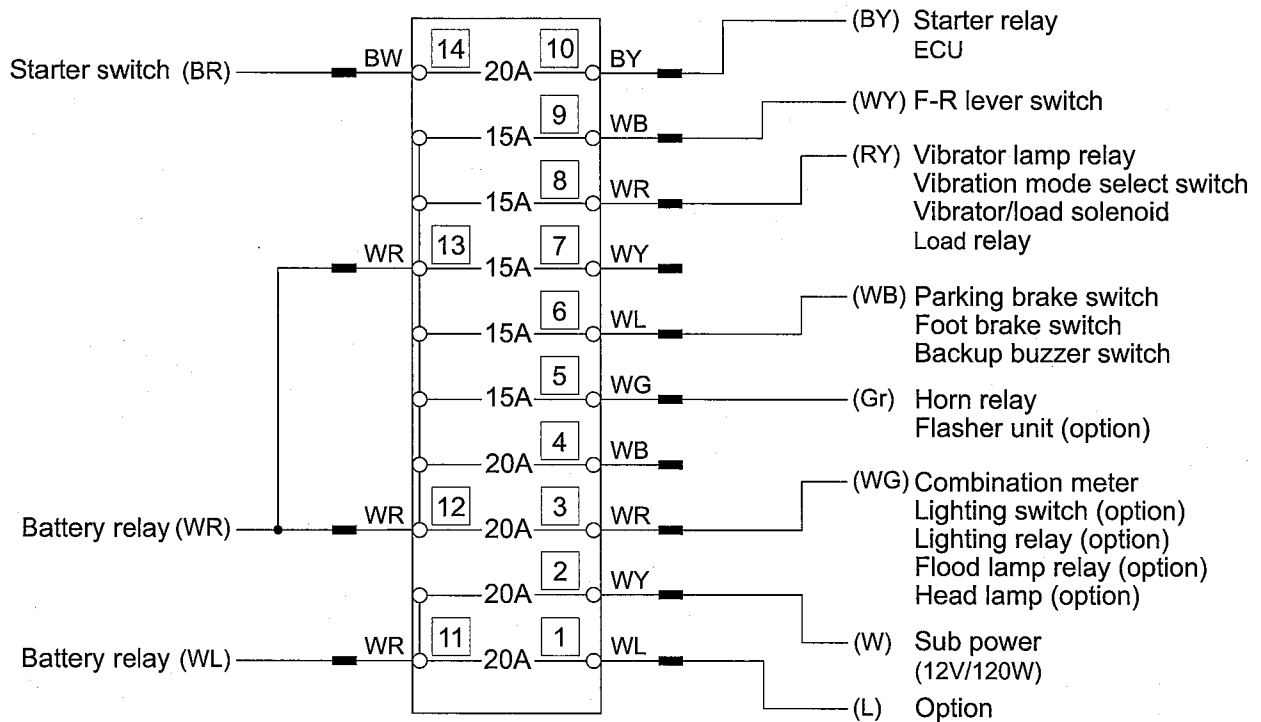 Starter switch (BR)
BW
14
20A
10
BY
(BY) Starter relay
ECU
15A
9
WB
(WY) F-R lever switch
15A
8
WR
(RY) Vibrator lamp relay
Vibration mode select switch
Vibrator/load solenoid
Load relay
WR
13
15A
7
WY
15A
6
WL
(WB) Parking brake switch
Foot brake switch
Backup buzzer switch
15A
5
WG
(Gr) Horn relay
Flasher unit (option)
20A
4
WB
Battery relay (WR)
WR
12
20A
3
WR
(WG) Combination meter
Lighting switch (option)
Lighting relay (option)
Flood lamp relay (option)
Head lamp (option)
20A
2
WY
(W) Sub power
(12V/120W)
Battery relay (WL)
WR
11
20A
1
WL
(L) Option